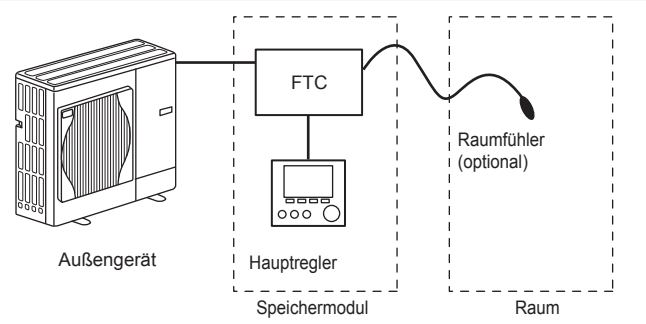 FTC
Raumfühler
(optional)
Außengerät
Hauptregler
Speichermodul
Raum